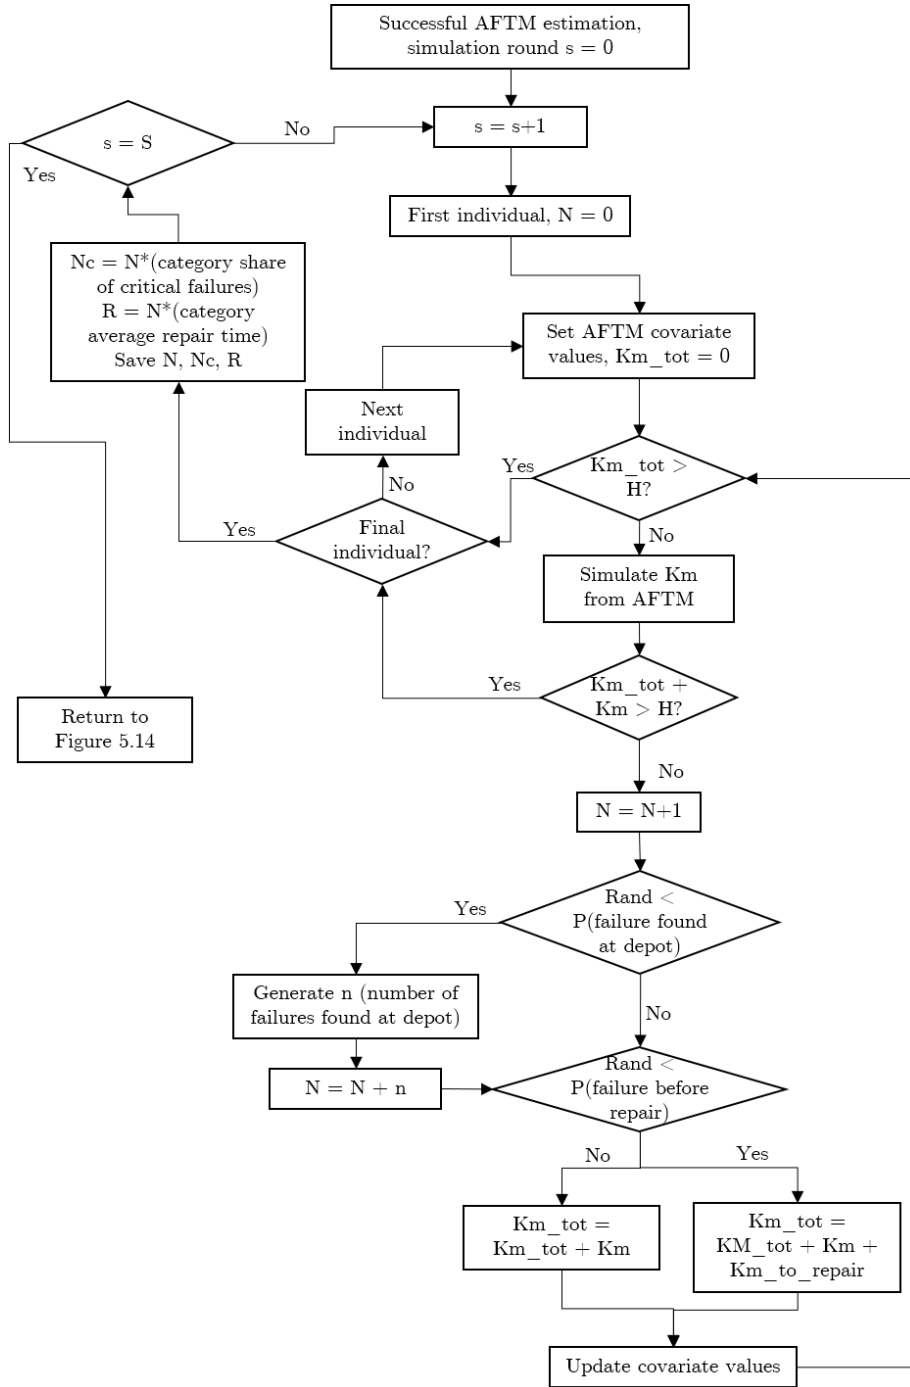 Successful AFTM estimation,
simulation round s = 0
s = S
No
s = s+1
Yes
First individual, N = 0
Nc = N*(category share
of critical failures)
R = N*(category
average repair time)
Save N, Nc, R
Set AFTM covariate
values, Km_tot = 0
Next
individual
Km_tot >
H?
Yes
No
Final
individual?
Yes
No
Simulate Km
from AFTM
Km_tot +
Km > H?
Yes
Return to
Figure 5.14
No
N = N+1
Rand <
P(failure found
at depot)
Yes
Generate n (number of
failures found at depot)
No
N = N + n
Rand <
P(failure before
repair)
No
Yes
Km_tot =
Km_tot + Km
Km_tot =
KM_tot + Km +
Km_to_repair
Update covariate values